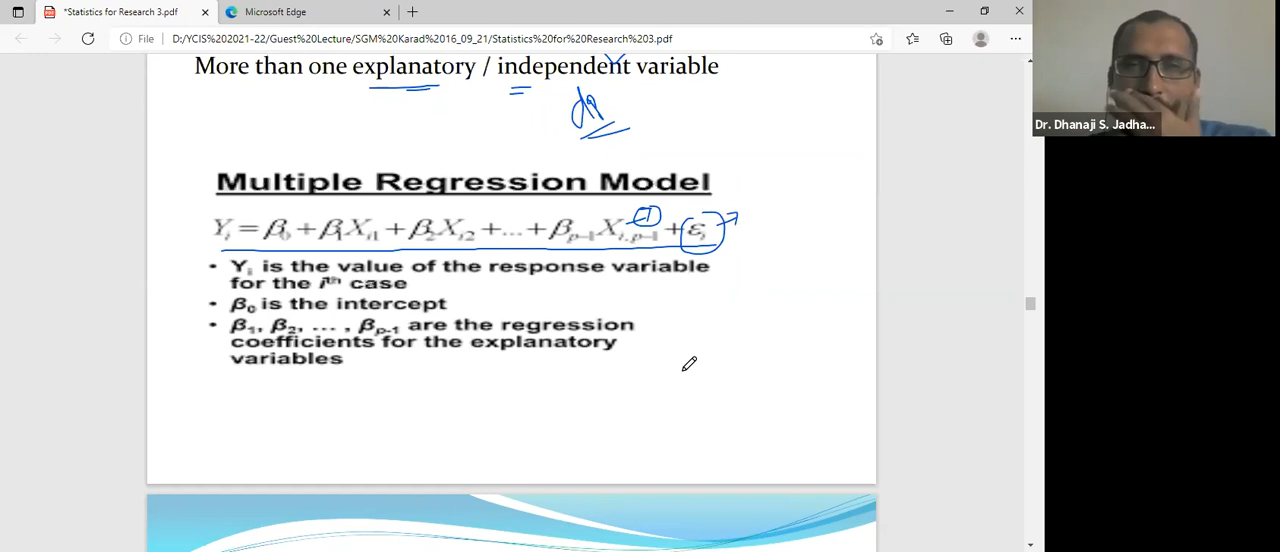 *Statistics for Research 3.pdf
Microsoft Edge
File D:/YCIS%202021-22/Guest%20Lecture/SGM%20Karad%2016_09_21/Statistics%20for%20Research%203.pdf
More than one explanatory / independent variable
Multiple Regression Model
Yᵢ = β₀ + β₁Xᵢ₁ + β₂Xᵢ₂ + ... + βₚ₋₁Xᵢ,ₚ₋₁ + εᵢ
• Yᵢ is the value of the response variable
for the iᵗʰ case
• β₀ is the intercept
• β₁, β₂, ... , βₚ₋₁ are the regression
coefficients for the explanatory
variables
Dr. Dhanaji S. Jadha...